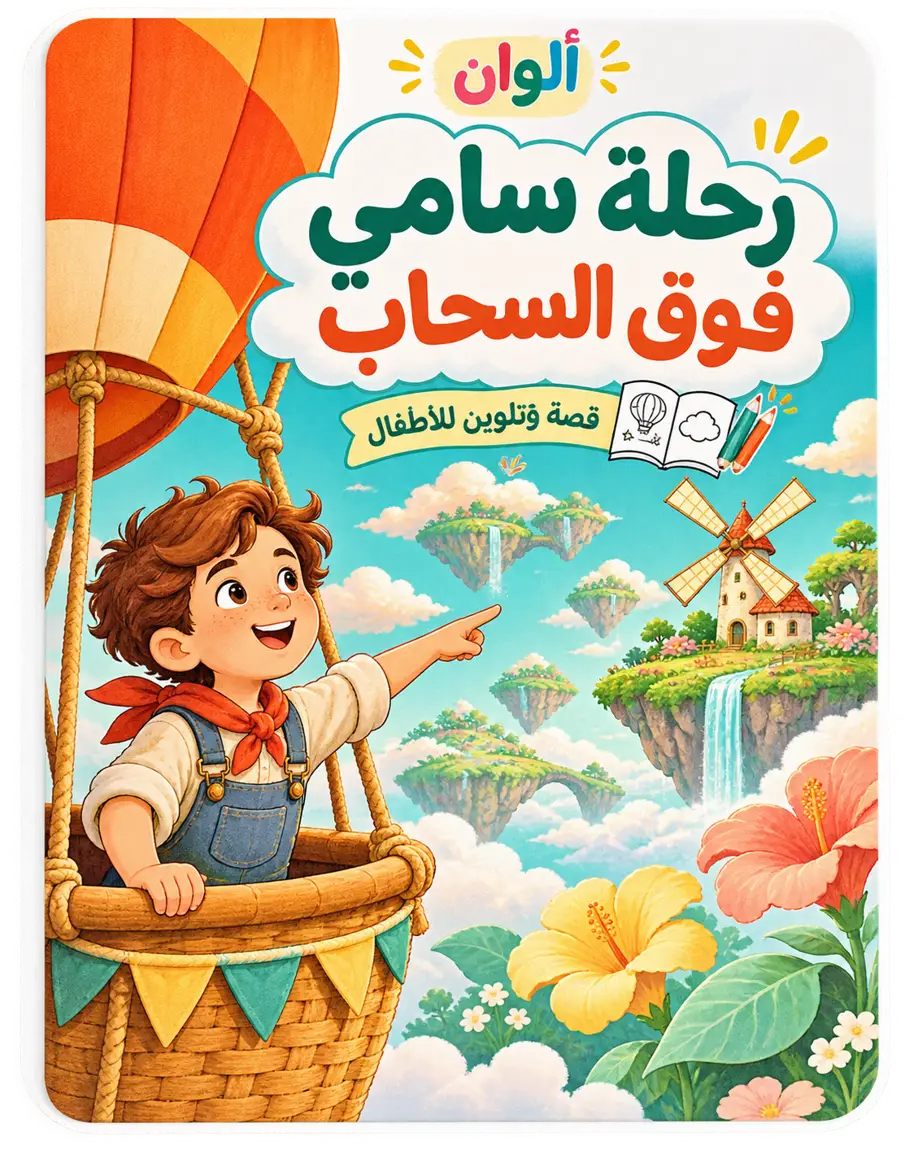 ألوان
رحلة سامي
فوق السحاب
قصة وتلوين للأطفال